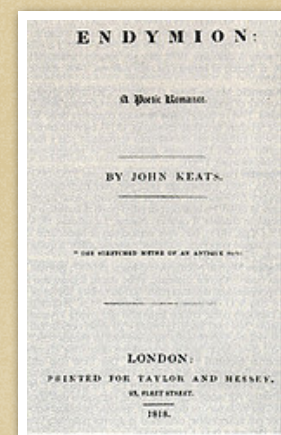 ENDYMION:
A Poetic Romance.
BY JOHN KEATS.
"THE STRETCHED METRE OF AN ANTIQUE
LONDON:
PRINTED FOR TAYLOR AND HESSEY,
93, FLEET STREET.
1818.